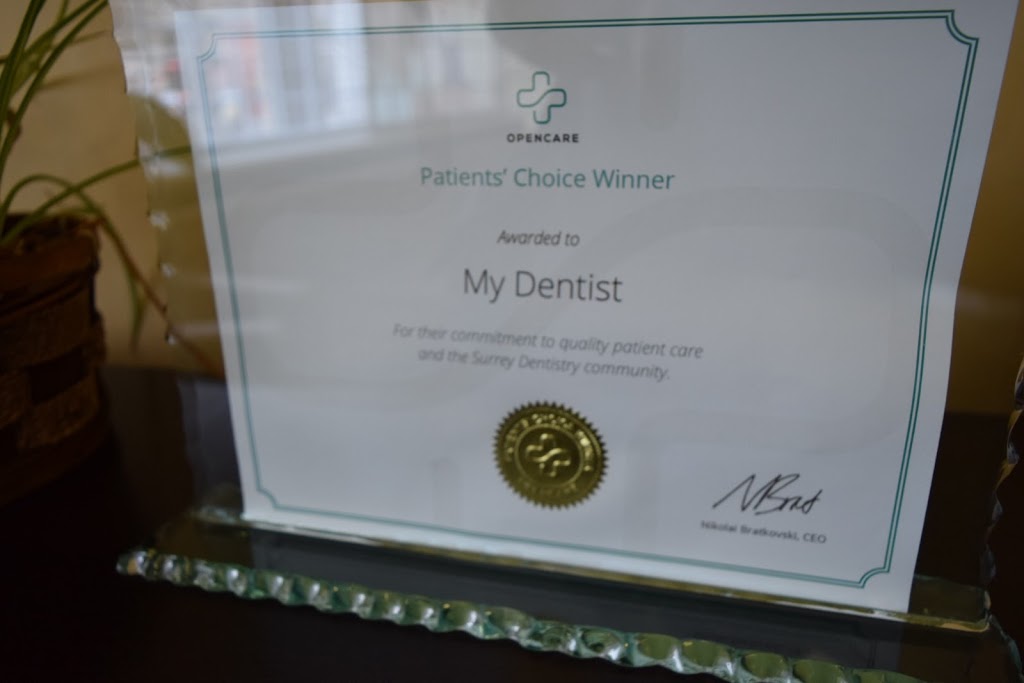 OPENCARE
Patients' Choice Winner
Awarded to
My Dentist
For their commitment to quality patient care
and the Surrey Dentistry community.
NBrat
Nikolai Bratkovski, CEO